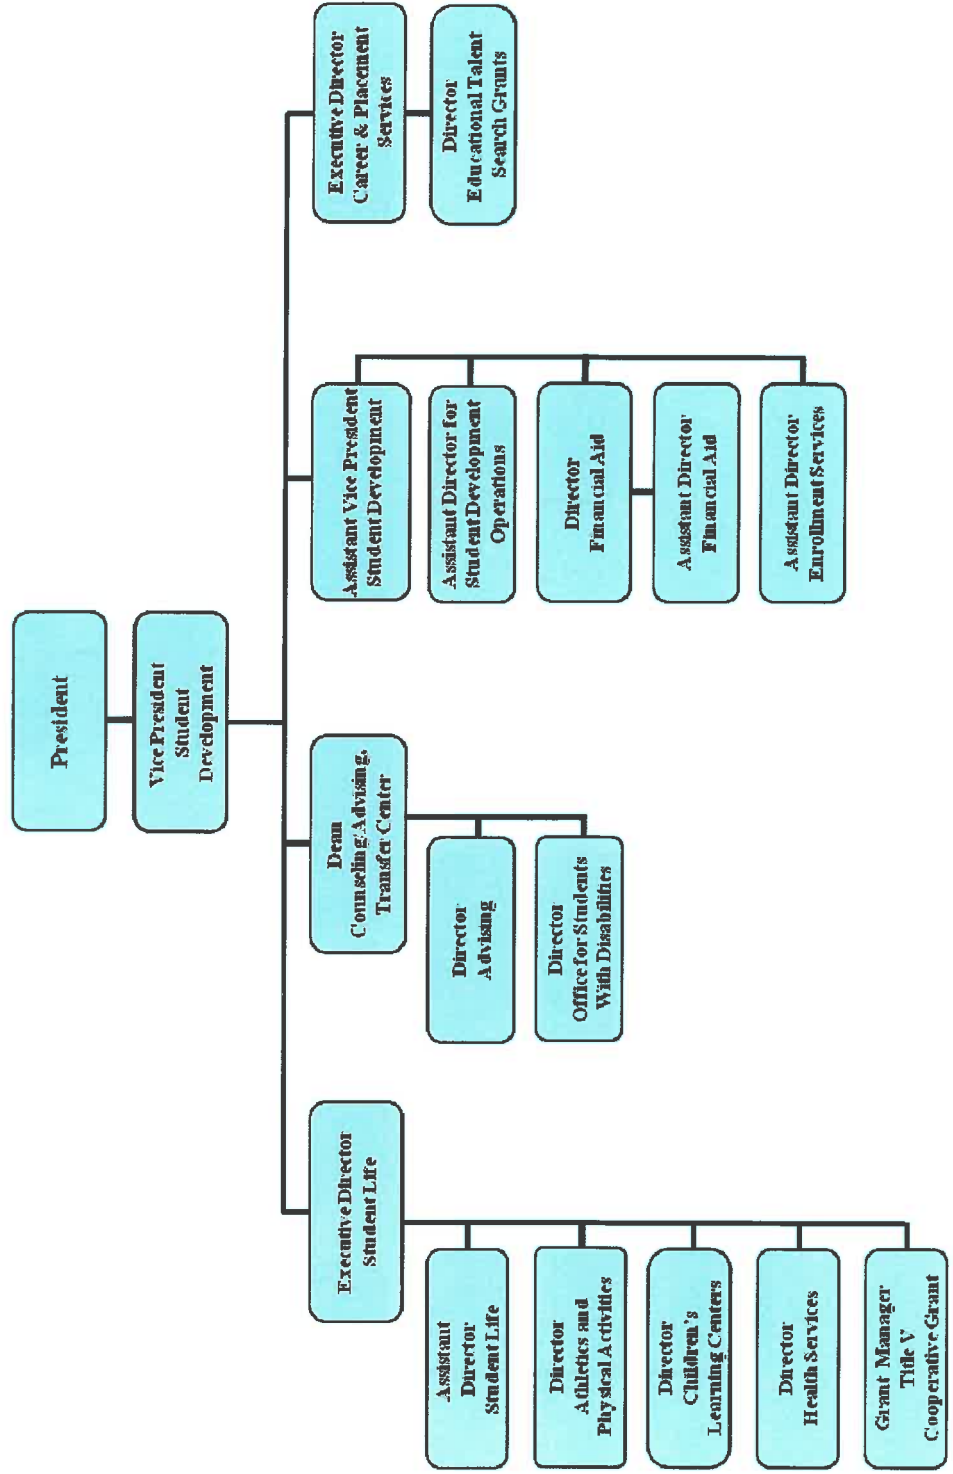 President
Vice President
Student
Development
Executive Director
Student Life
Assistant
Director
Student Life
Director
Athletics and
Physical Activities
Director
Children's
Learning Centers
Director
Health Services
Grant Manager
Title V
Cooperative Grant
Dean
Counseling/Advising,
Transfer Center
Director
Advising
Director
Office for Students
With Disabilities
Assistant Vice President
Student Development
Assistant Director for
Student Development
Operations
Director
Financial Aid
Assistant Director
Financial Aid
Assistant Director
Enrollment Services
Executive Director
Career & Placement
Services
Director
Educational Talent
Search Grants